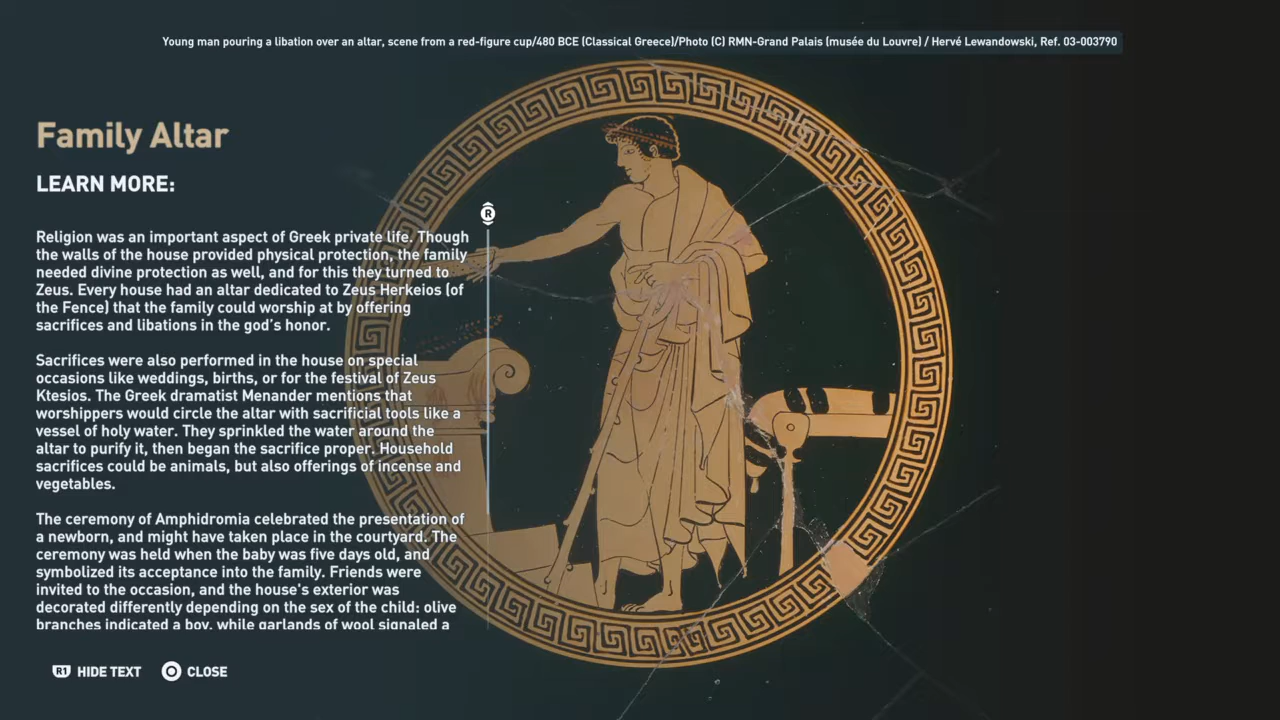 Young man pouring a libation over an altar, scene from a red-figure cup/480 BCE (Classical Greece)/Photo (C) RMN-Grand Palais (musée du Louvre) / Hervé Lewandowski, Ref. 03-003790
Family Altar
LEARN MORE:
R
Religion was an important aspect of Greek private life. Though
the walls of the house provided physical protection, the family
needed divine protection as well, and for this they turned to
Zeus. Every house had an altar dedicated to Zeus Herkeios (of
the Fence) that the family could worship at by offering
sacrifices and libations in the god's honor.
Sacrifices were also performed in the house on special
occasions like weddings, births, or for the festival of Zeus
Ktesios. The Greek dramatist Menander mentions that
worshippers would circle the altar with sacrificial tools like a
vessel of holy water. They sprinkled the water around the
altar to purify it, then began the sacrifice proper. Household
sacrifices could be animals, but also offerings of incense and
vegetables.
The ceremony of Amphidromia celebrated the presentation of
a newborn, and might have taken place in the courtyard. The
ceremony was held when the baby was five days old, and
symbolized its acceptance into the family. Friends were
invited to the occasion, and the house's exterior was
decorated differently depending on the sex of the child: olive
branches indicated a boy, while garlands of wool signaled a
R1 HIDE TEXT CLOSE